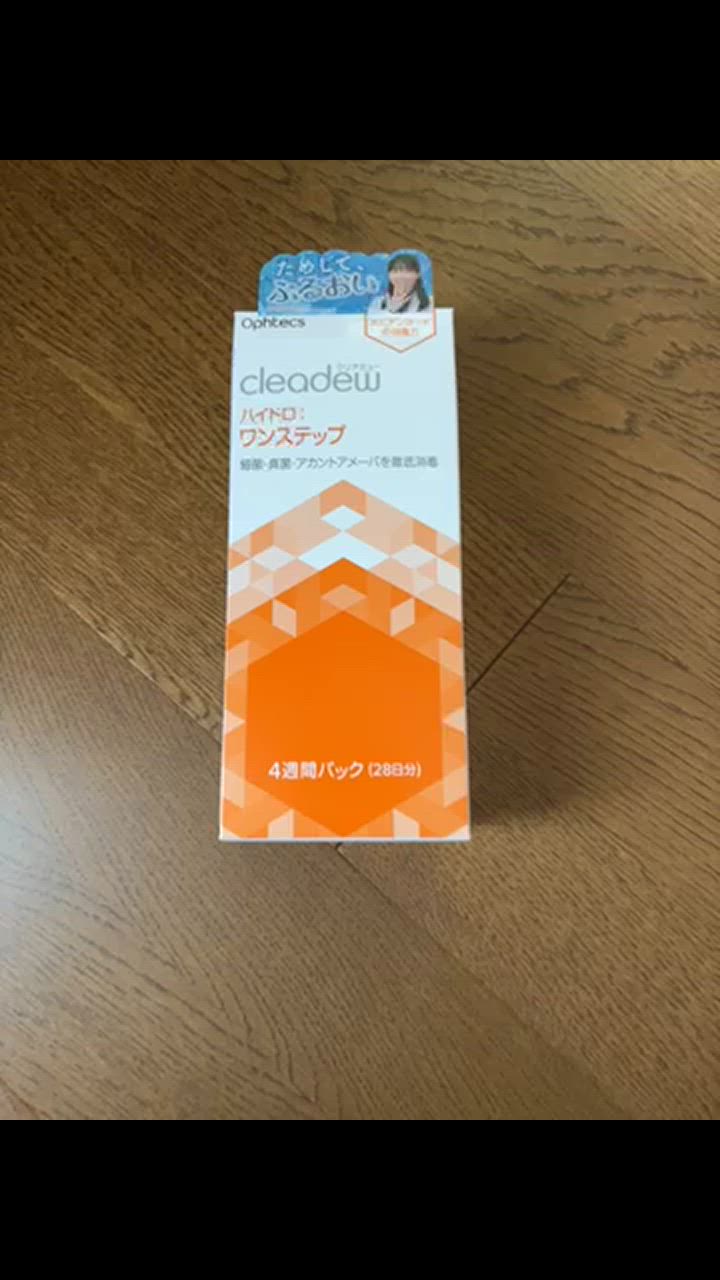 ためして、
ふるおい
Ophtecs
クリアデュー
cleadew
ハイドロ:
ワンステップ
細菌・真菌・アカントアメーバを徹底消毒
4週間パック(28日分)